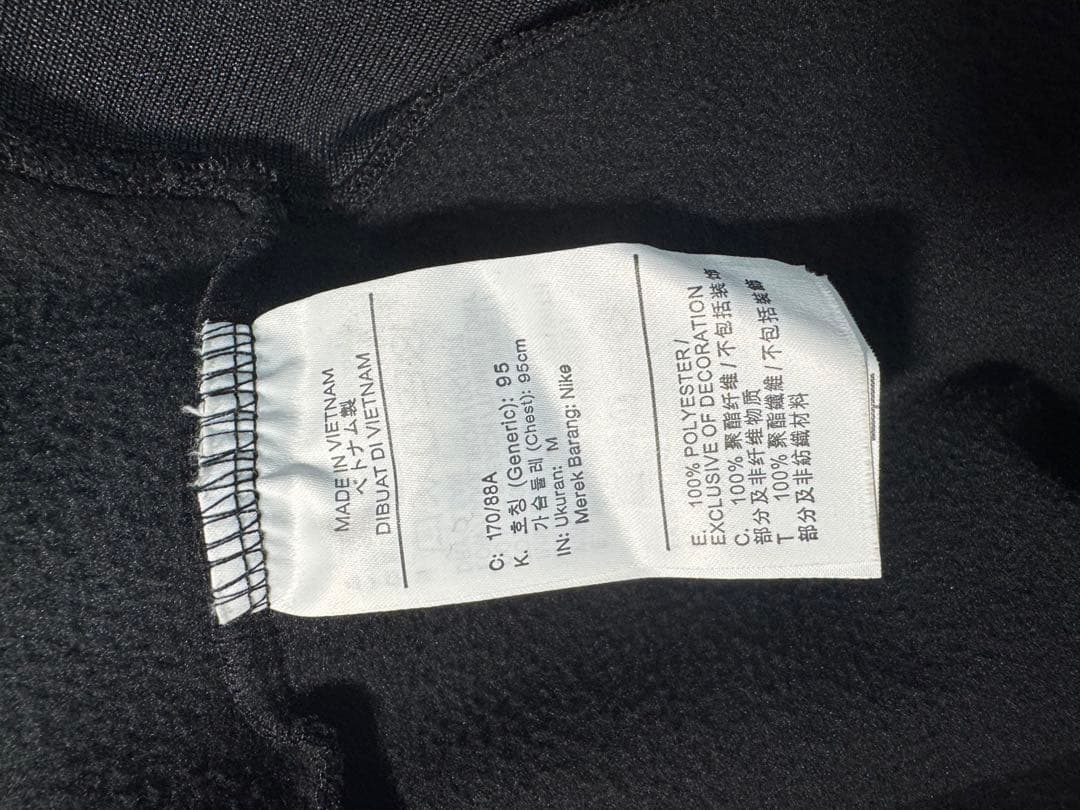 MADE IN VIETNAM
ベトナム製
DIBUAT DI VIETNAM
C: 170/88A
K. 호칭 (Generic): 95
가슴둘레 (Chest): 95cm
IN: Ukuran: M
Merek Barang: Nike
E. 100% POLYESTER/
EXCLUSIVE OF DECORATION
C. 100% 聚酯纤维 / 不包括装饰
部分及非纤维物质
T 100% 聚酯纖維 / 不包括裝飾
部分及非紡織材料